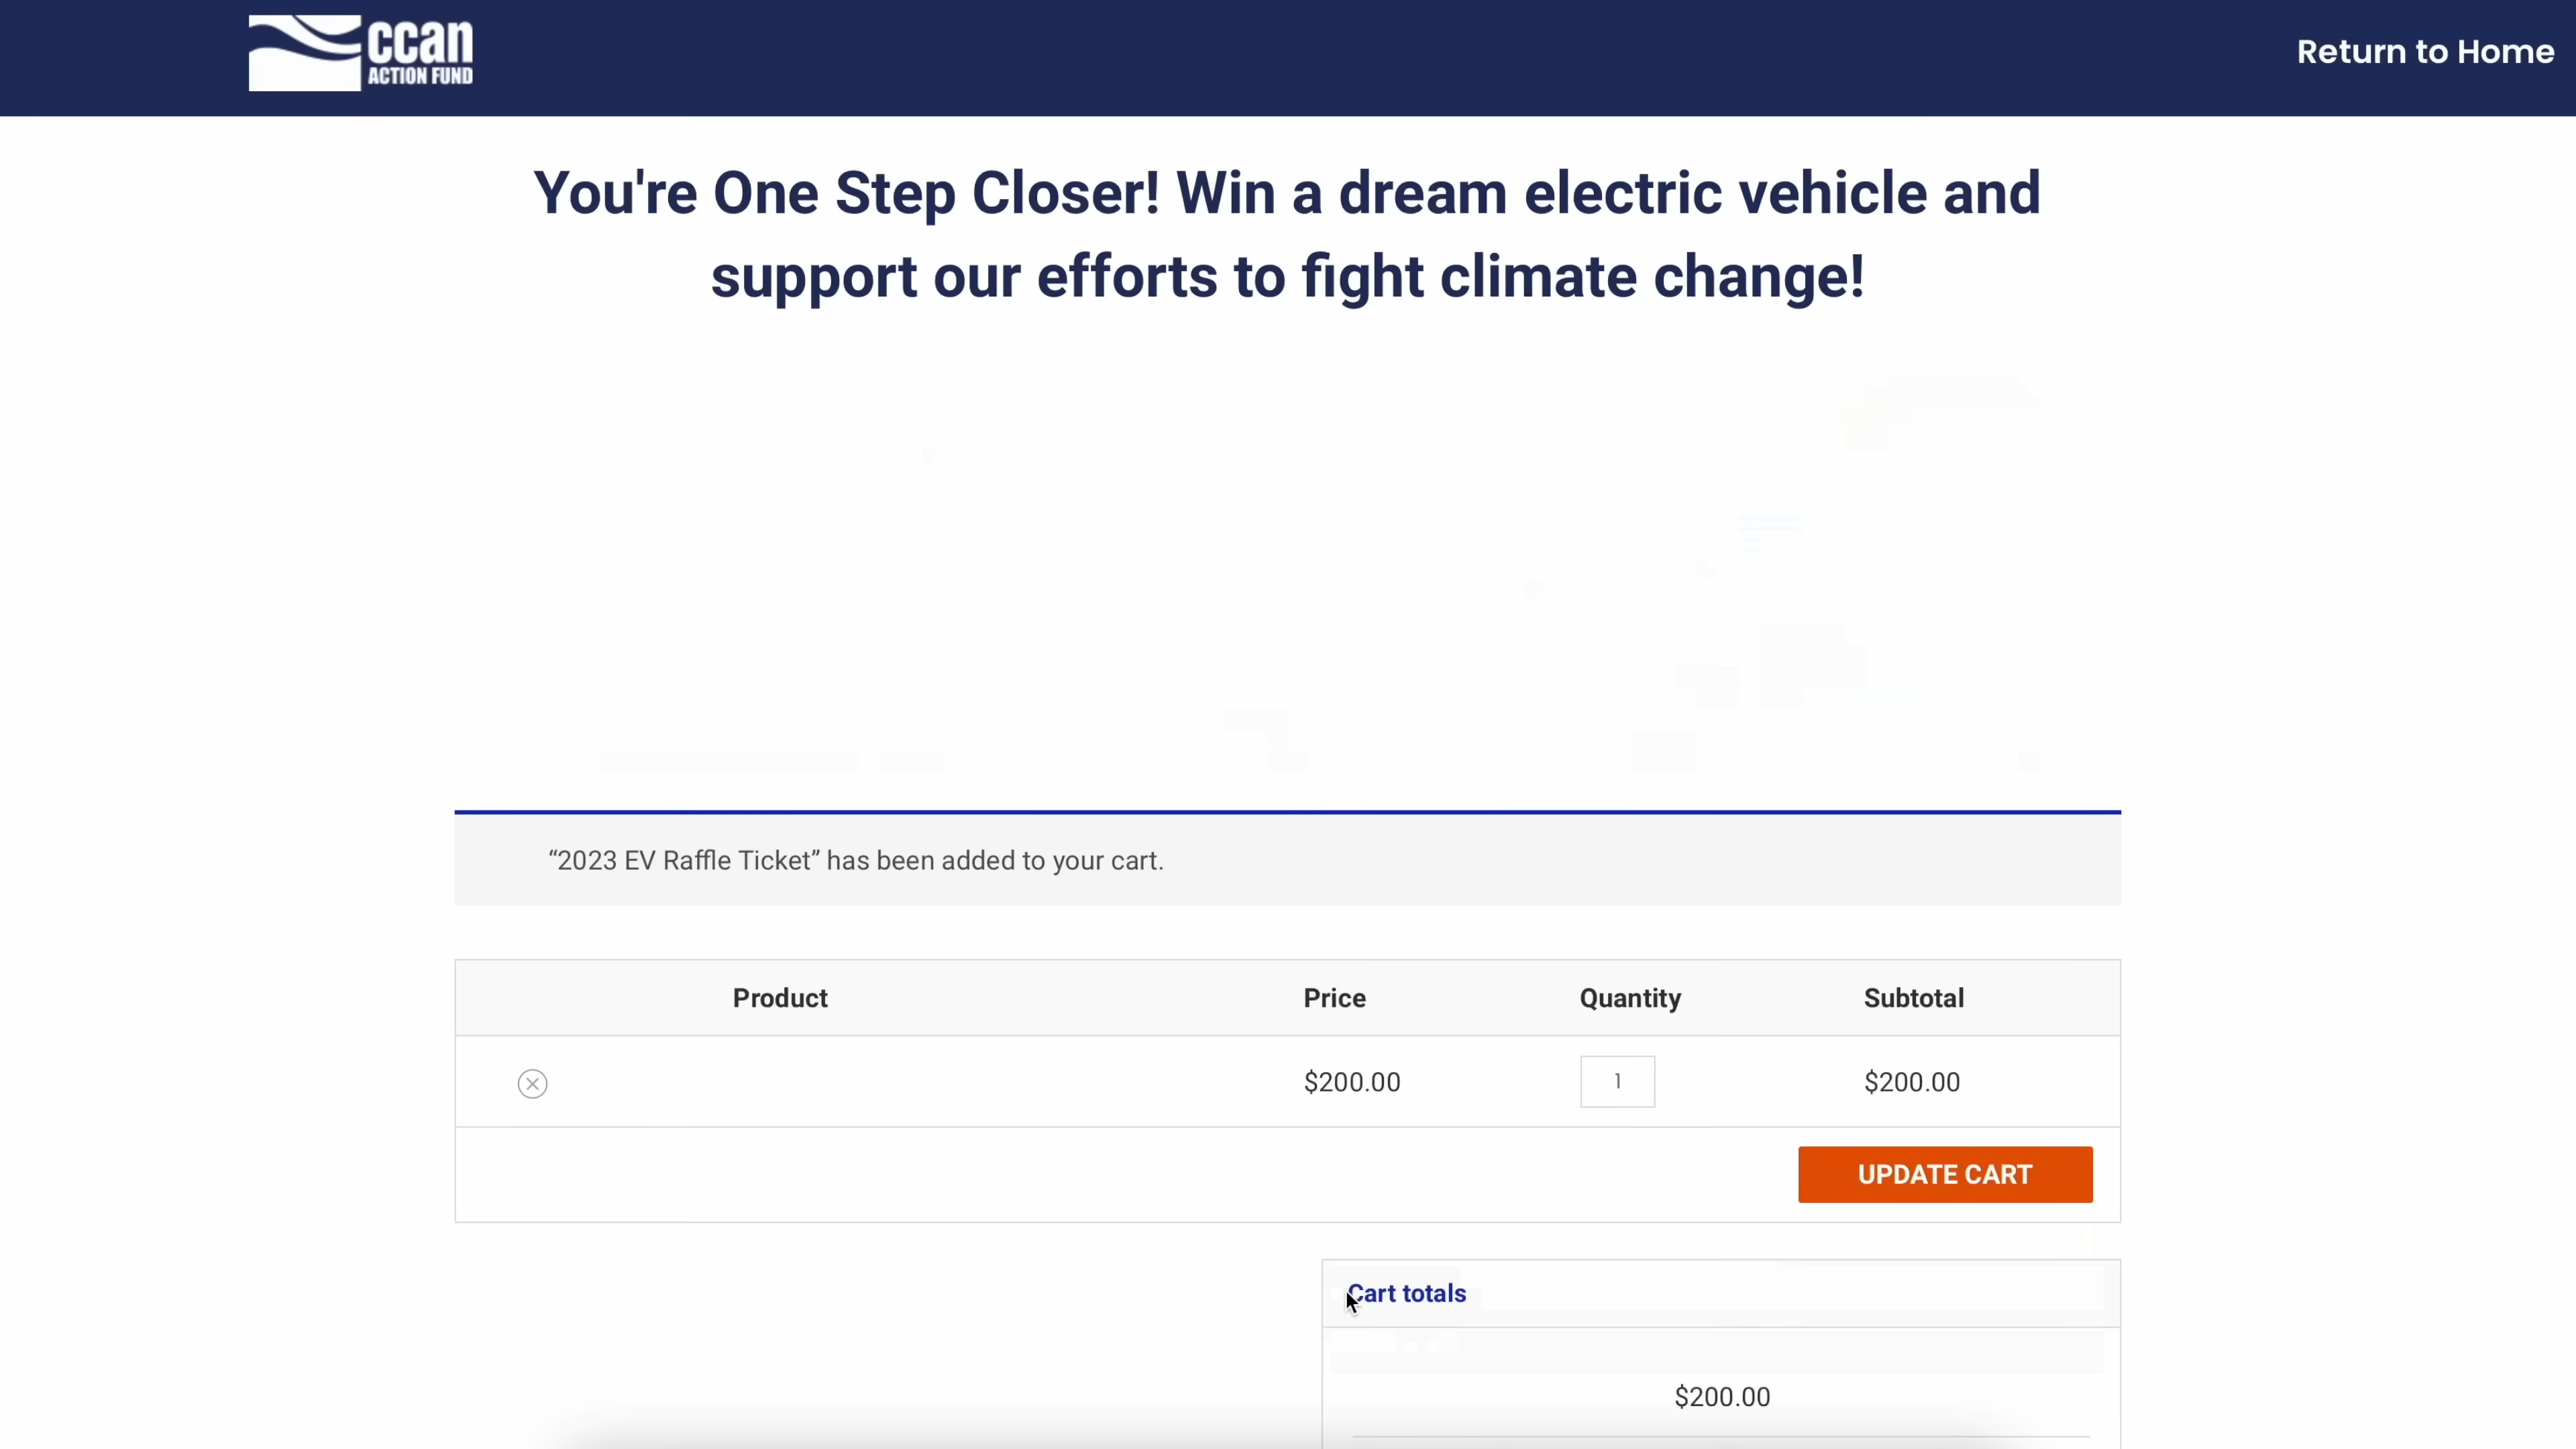 ccan
ACTION FUND
Return to Home
You're One Step Closer! Win a dream electric vehicle and
support our efforts to fight climate change!
“2023 EV Raffle Ticket” has been added to your cart.
Product Price Quantity Subtotal
$200.00 1 $200.00
UPDATE CART
Cart totals
$200.00